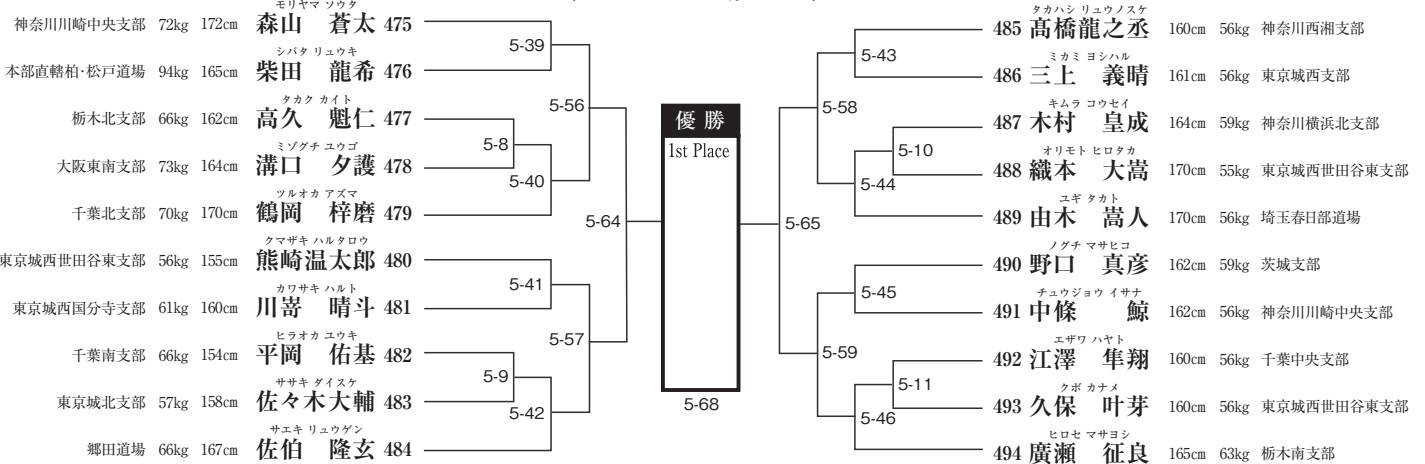 モリヤマ ソウタ
神奈川川崎中央支部 72kg 172cm 森山 蒼太 475
シバタ リュウキ
本部直轄柏・松戸道場 94kg 165cm 柴田 龍希 476
タカク カイト
栃木北支部 66kg 162cm 高久 魁仁 477
ミゾグチ ユウゴ
大阪東南支部 73kg 164cm 溝口 夕護 478
ツルオカ アズマ
千葉北支部 70kg 170cm 鶴岡 梓磨 479
クマザキ ハルタロウ
東京城西世田谷東支部 56kg 155cm 熊崎温太郎 480
カワサキ ハルト
東京城西国分寺支部 61kg 160cm 川嵜 晴斗 481
ヒラオカ ユウキ
千葉南支部 66kg 154cm 平岡 佑基 482
ササキ ダイスケ
東京城北支部 57kg 158cm 佐々木大輔 483
サエキ リュウゲン
郷田道場 66kg 167cm 佐伯 隆玄 484
5-39
5-8
5-40
5-56
5-41
5-9
5-42
5-57
5-64
優勝
1st Place
5-68
5-65
5-58
5-43
5-10
5-44
5-59
5-45
5-11
5-46
タカハシ リュウノスケ
485 髙橋龍之丞 160cm 56kg 神奈川西湘支部
ミカミ ヨシハル
486 三上 義晴 161cm 56kg 東京城西支部
キムラ コウセイ
487 木村 皇成 164cm 59kg 神奈川横浜北支部
オリモト ヒロタカ
488 織本 大嵩 170cm 55kg 東京城西世田谷東支部
ユギ タカト
489 由木 嵩人 170cm 56kg 埼玉春日部道場
ノグチ マサヒコ
490 野口 真彦 162cm 59kg 茨城支部
チュウジョウ イサナ
491 中條 鯨 162cm 56kg 神奈川川崎中央支部
エザワ ハヤト
492 江澤 隼翔 160cm 56kg 千葉中央支部
クボ カナメ
493 久保 叶芽 160cm 56kg 東京城西世田谷東支部
ヒロセ マサヨシ
494 廣瀬 征良 165cm 63kg 栃木南支部